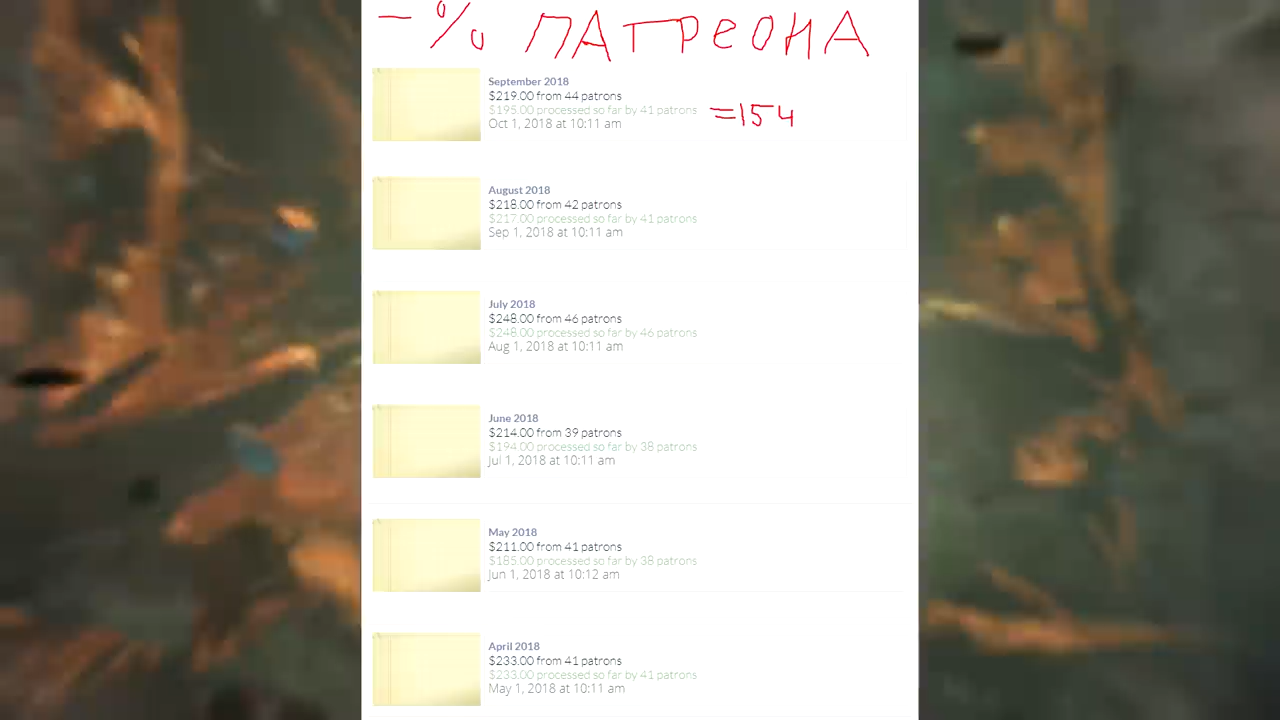 - % ПАТРЕОНА
September 2018
$219.00 from 44 patrons
$195.00 processed so far by 41 patrons
=154
Oct 1, 2018 at 10:11 am
August 2018
$218.00 from 42 patrons
$217.00 processed so far by 41 patrons
Sep 1, 2018 at 10:11 am
July 2018
$248.00 from 46 patrons
$248.00 processed so far by 46 patrons
Aug 1, 2018 at 10:11 am
June 2018
$214.00 from 39 patrons
$194.00 processed so far by 38 patrons
Jul 1, 2018 at 10:11 am
May 2018
$211.00 from 41 patrons
$185.00 processed so far by 38 patrons
Jun 1, 2018 at 10:12 am
April 2018
$233.00 from 41 patrons
$233.00 processed so far by 41 patrons
May 1, 2018 at 10:11 am